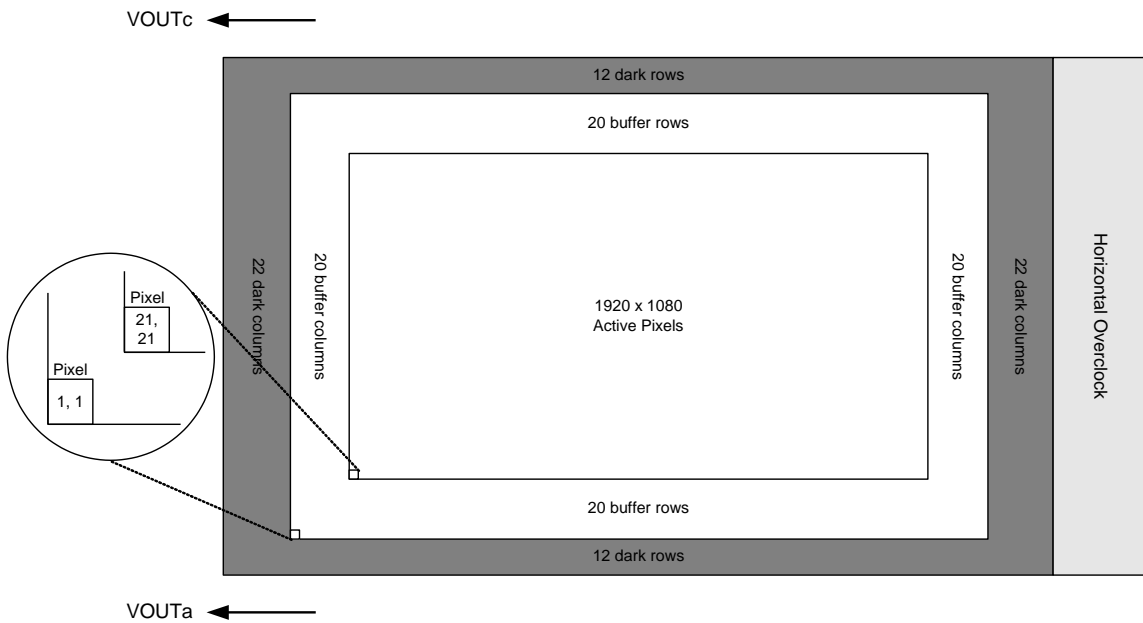 VOUTc
12 dark rows
20 buffer rows
22 dark columns
20 buffer columns
1920 x 1080
Active Pixels
20 buffer columns
22 dark columns
Horizontal Overclock
Pixel
21,
21
Pixel
1, 1
20 buffer rows
12 dark rows
VOUTa